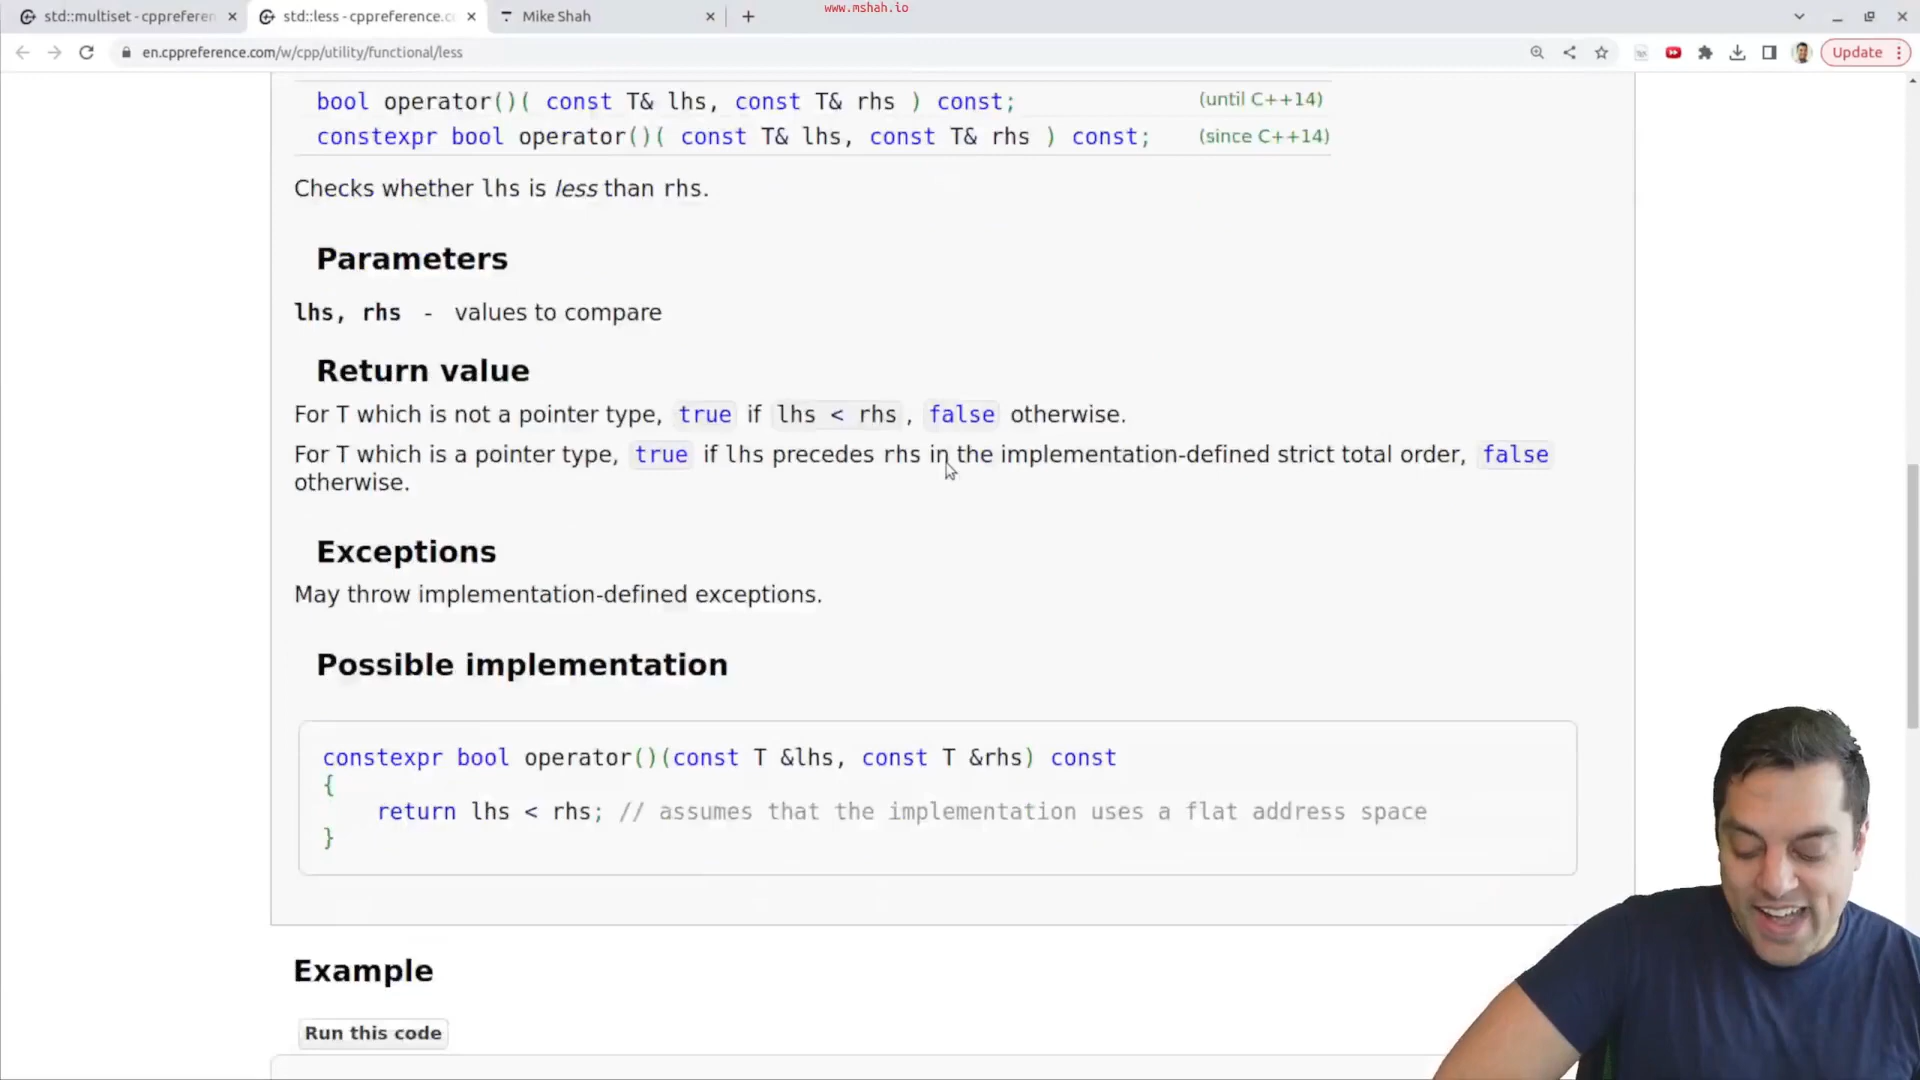 www.mshah.io
std::multiset - cppreferen
std::less - cppreference.c
Mike Shah
en.cppreference.com/w/cpp/utility/functional/less
Update
bool operator()( const T& lhs, const T& rhs ) const; (until C++14)
constexpr bool operator()( const T& lhs, const T& rhs ) const; (since C++14)
Checks whether lhs is less than rhs.
Parameters
lhs, rhs - values to compare
Return value
For T which is not a pointer type, true if lhs < rhs , false otherwise.
For T which is a pointer type, true if lhs precedes rhs in the implementation-defined strict total order, false
otherwise.
Exceptions
May throw implementation-defined exceptions.
Possible implementation
constexpr bool operator()(const T &lhs, const T &rhs) const
{
return lhs < rhs; // assumes that the implementation uses a flat address space
}
Example
Run this code